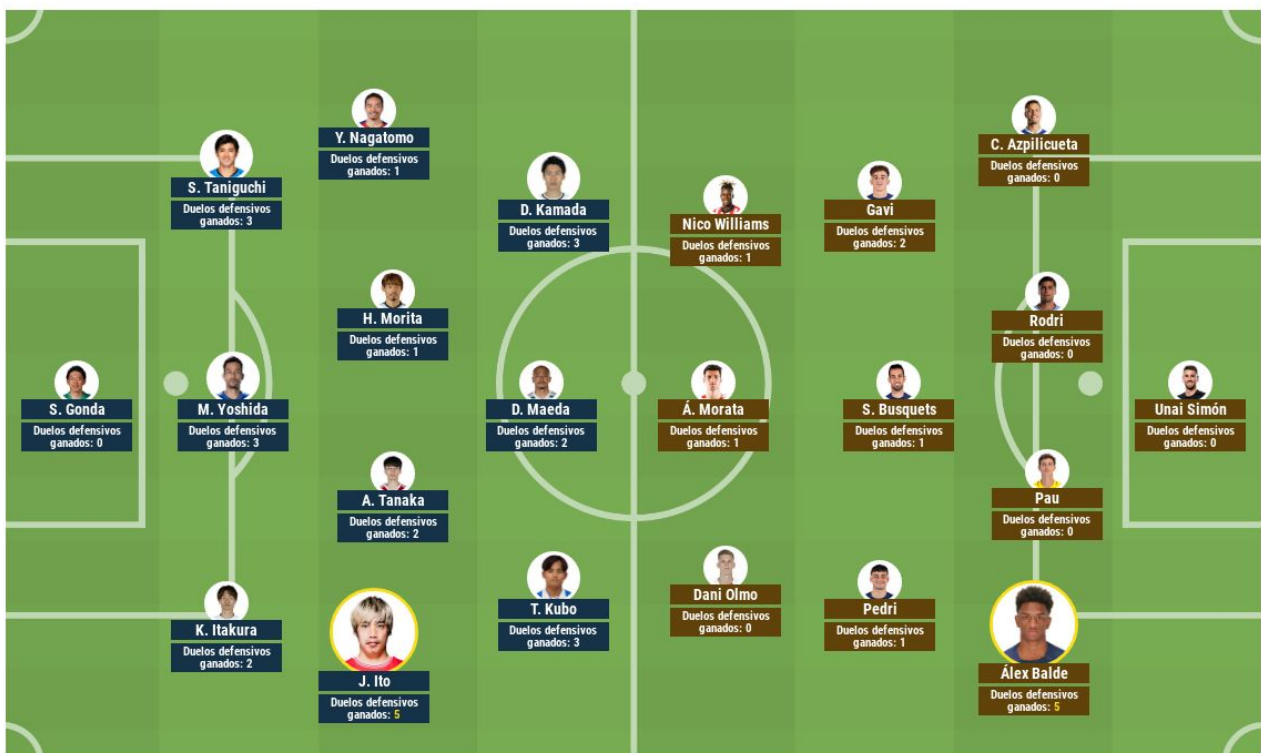 Y. Nagatomo
Duelos defensivos
ganados: 1
S. Taniguchi
Duelos defensivos
ganados: 3
D. Kamada
Duelos defensivos
ganados: 3
H. Morita
Duelos defensivos
ganados: 1
S. Gonda
Duelos defensivos
ganados: 0
M. Yoshida
Duelos defensivos
ganados: 3
D. Maeda
Duelos defensivos
ganados: 2
A. Tanaka
Duelos defensivos
ganados: 2
K. Itakura
Duelos defensivos
ganados: 2
T. Kubo
Duelos defensivos
ganados: 3
J. Ito
Duelos defensivos
ganados: 5
C. Azpilicueta
Duelos defensivos
ganados: 0
Nico Williams
Duelos defensivos
ganados: 1
Gavi
Duelos defensivos
ganados: 2
Rodri
Duelos defensivos
ganados: 0
Á. Morata
Duelos defensivos
ganados: 1
S. Busquets
Duelos defensivos
ganados: 1
Unai Simón
Duelos defensivos
ganados: 0
Pau
Duelos defensivos
ganados: 0
Dani Olmo
Duelos defensivos
ganados: 0
Pedri
Duelos defensivos
ganados: 1
Álex Balde
Duelos defensivos
ganados: 5